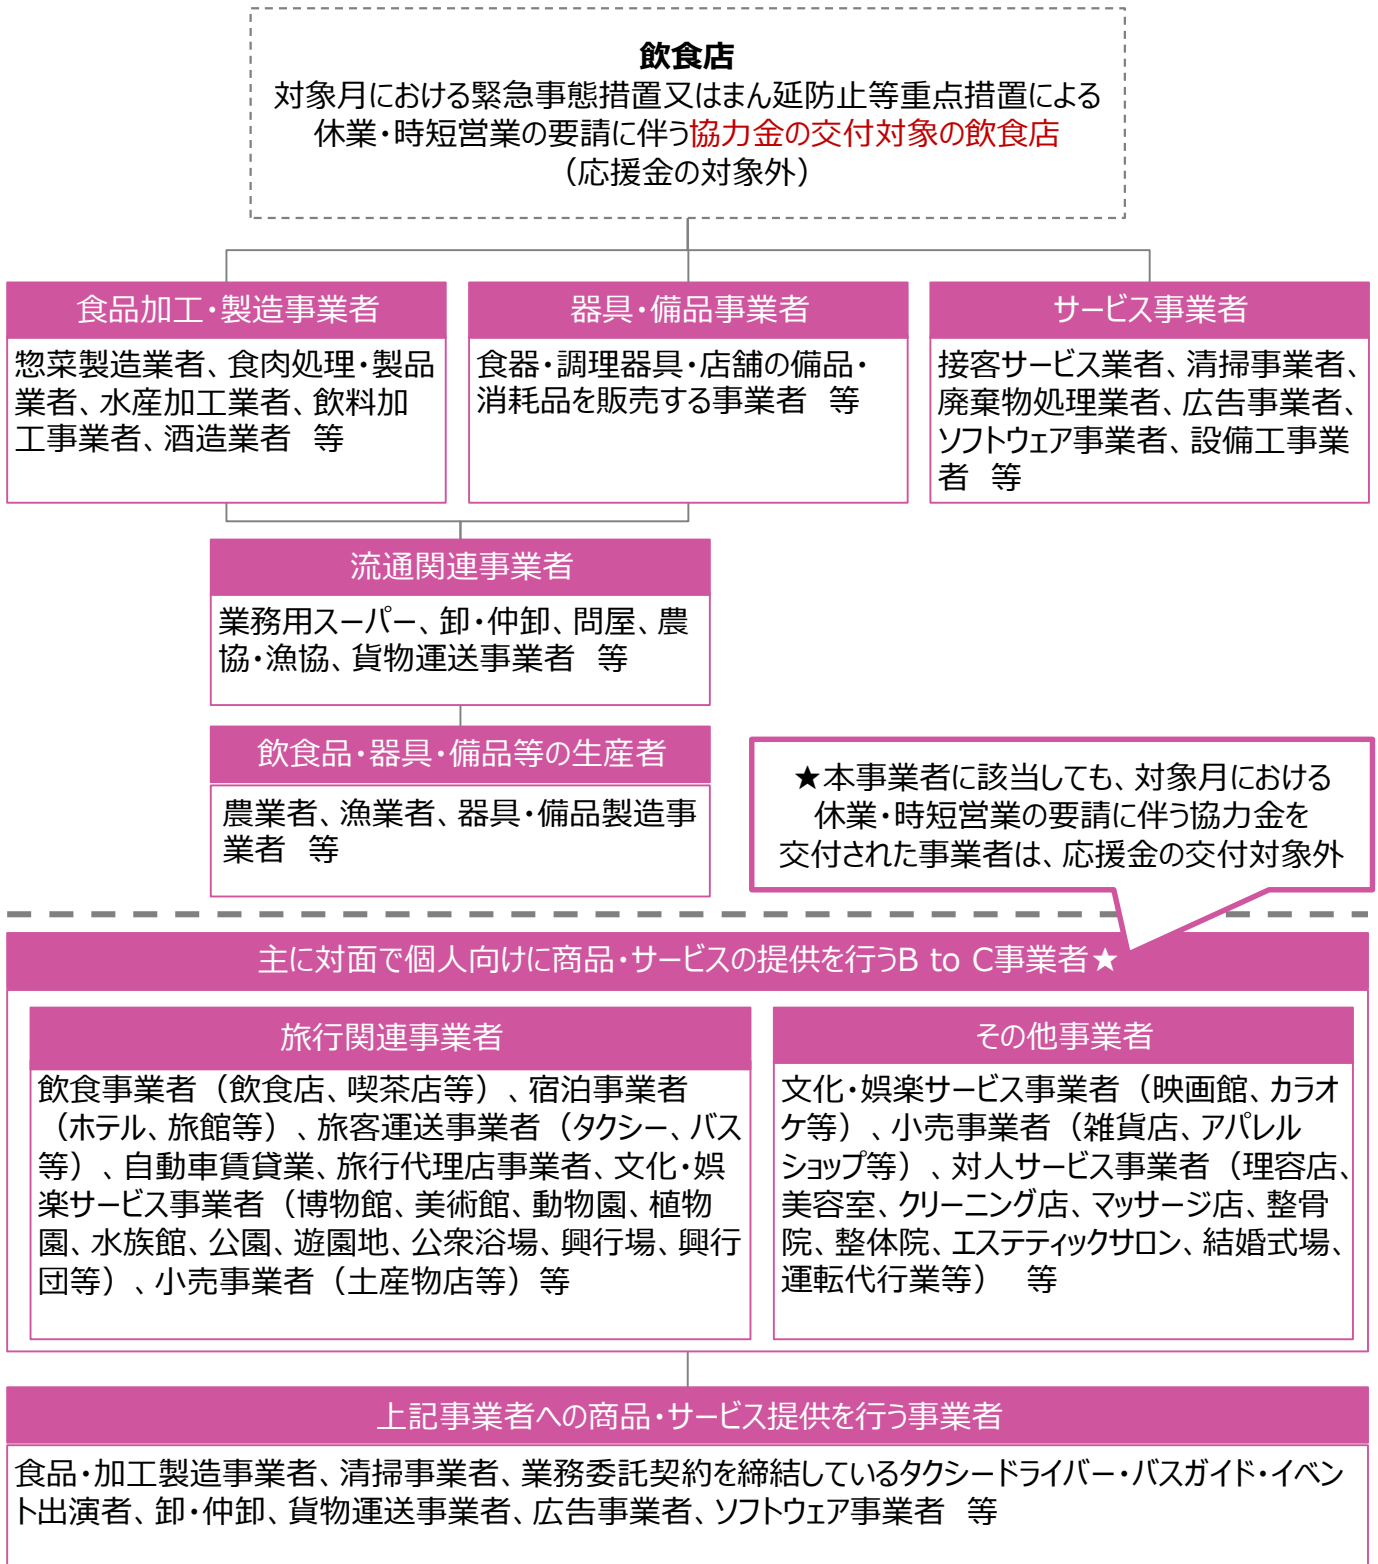 飲食店
対象月における緊急事態措置又はまん延防止等重点措置による
休業・時短営業の要請に伴う協力金の交付対象の飲食店
（応援金の対象外）
食品加工・製造事業者
惣菜製造業者、食肉処理・製品
業者、水産加工業者、飲料加
工事業者、酒造業者　等
器具・備品事業者
食器・調理器具・店舗の備品・
消耗品を販売する事業者　等
サービス事業者
接客サービス業者、清掃事業者、
廃棄物処理業者、広告事業者、
ソフトウェア事業者、設備工事業
者　等
流通関連事業者
業務用スーパー、卸・仲卸、問屋、農
協・漁協、貨物運送事業者　等
飲食品・器具・備品等の生産者
農業者、漁業者、器具・備品製造事
業者　等
★本事業者に該当しても、対象月における
休業・時短営業の要請に伴う協力金を
交付された事業者は、応援金の交付対象外
主に対面で個人向けに商品・サービスの提供を行うB to C事業者★
旅行関連事業者
飲食事業者（飲食店、喫茶店等）、宿泊事業者
（ホテル、旅館等）、旅客運送事業者（タクシー、バス
等）、自動車賃貸業、旅行代理店事業者、文化・娯
楽サービス事業者（博物館、美術館、動物園、植物
園、水族館、公園、遊園地、公衆浴場、興行場、興行
団等）、小売事業者（土産物店等）等
その他事業者
文化・娯楽サービス事業者（映画館、カラオ
ケ等）、小売事業者（雑貨店、アパレル
ショップ等）、対人サービス事業者（理容店、
美容室、クリーニング店、マッサージ店、整骨
院、整体院、エステティックサロン、結婚式場、
運転代行業等）　等
上記事業者への商品・サービス提供を行う事業者
食品・加工製造事業者、清掃事業者、業務委託契約を締結しているタクシードライバー・バスガイド・イベン
ト出演者、卸・仲卸、貨物運送事業者、広告事業者、ソフトウェア事業者　等